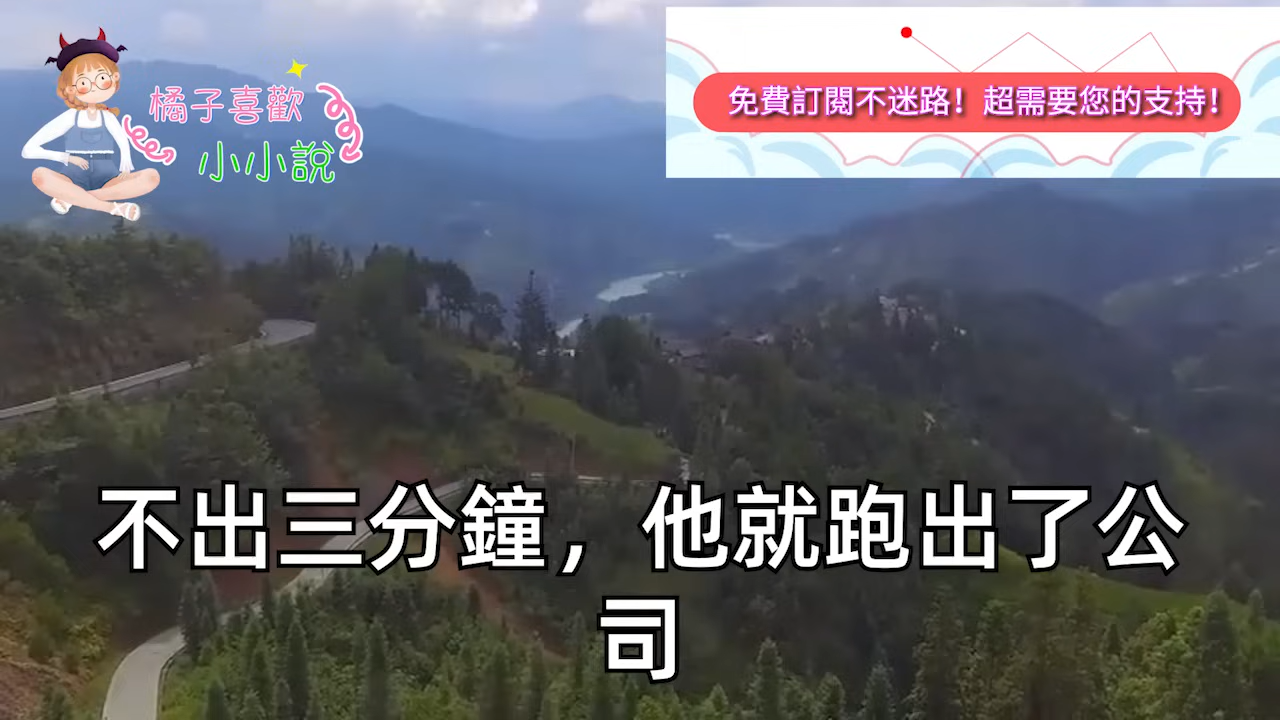 橘子喜歡
小小說
免費訂閱不迷路！超需要您的支持！
不出三分鐘，他就跑出了公
司